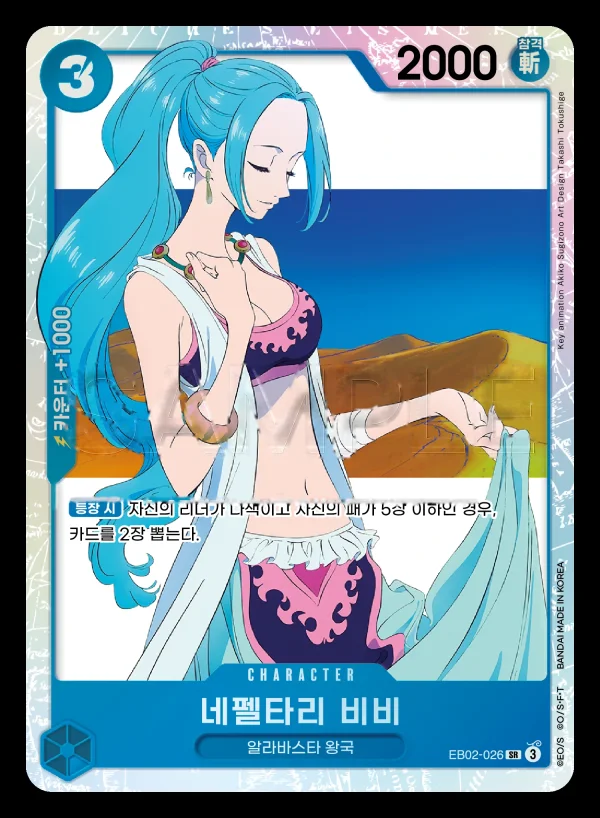 3
2000
참격
斬
Key animation Akiko Sugizono Art Design Takashi Tokushige
⚡카운터 +1000
SAMPLE
등장 시 자신의 리더가 다색이고 자신의 패가 5장 이하인 경우,
카드를 2장 뽑는다.
CHARACTER
네펠타리 비비
알라바스타 왕국
EB02-026 SR 3
©EO/S ©O/S·F·T BANDAI MADE IN KOREA